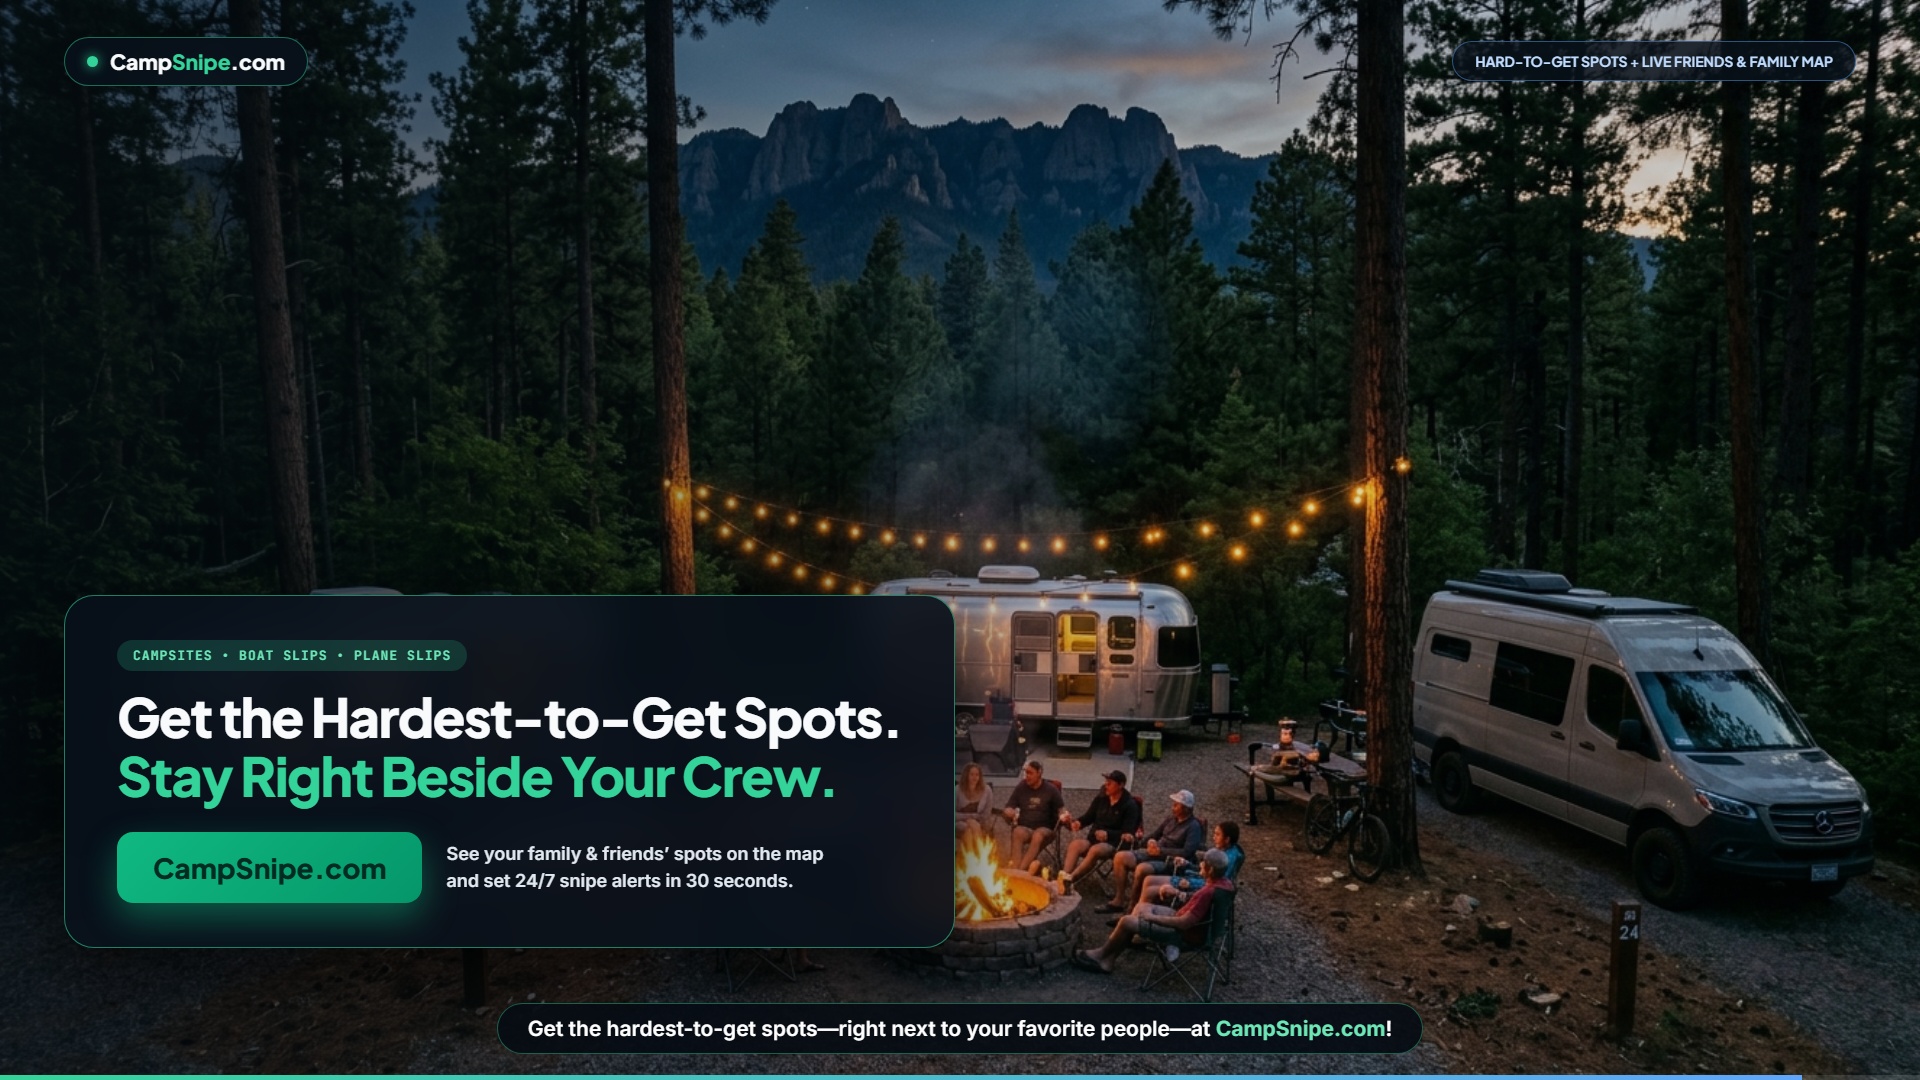 CampSnipe.com
HARD-TO-GET SPOTS + LIVE FRIENDS & FAMILY MAP
CAMPSITES • BOAT SLIPS • PLANE SLIPS
Get the Hardest-to-Get Spots.
Stay Right Beside Your Crew.
CampSnipe.com
See your family & friends’ spots on the map
and set 24/7 snipe alerts in 30 seconds.
24
Get the hardest-to-get spots—right next to your favorite people—at CampSnipe.com!